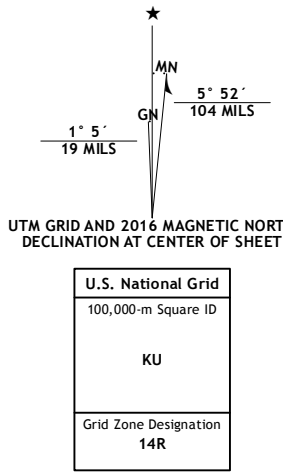 ★
MN
5° 52´
104 MILS
GN
1° 5´
19 MILS
UTM GRID AND 2016 MAGNETIC NORT
DECLINATION AT CENTER OF SHEET
U.S. National Grid
100,000-m Square ID
KU
Grid Zone Designation
14R